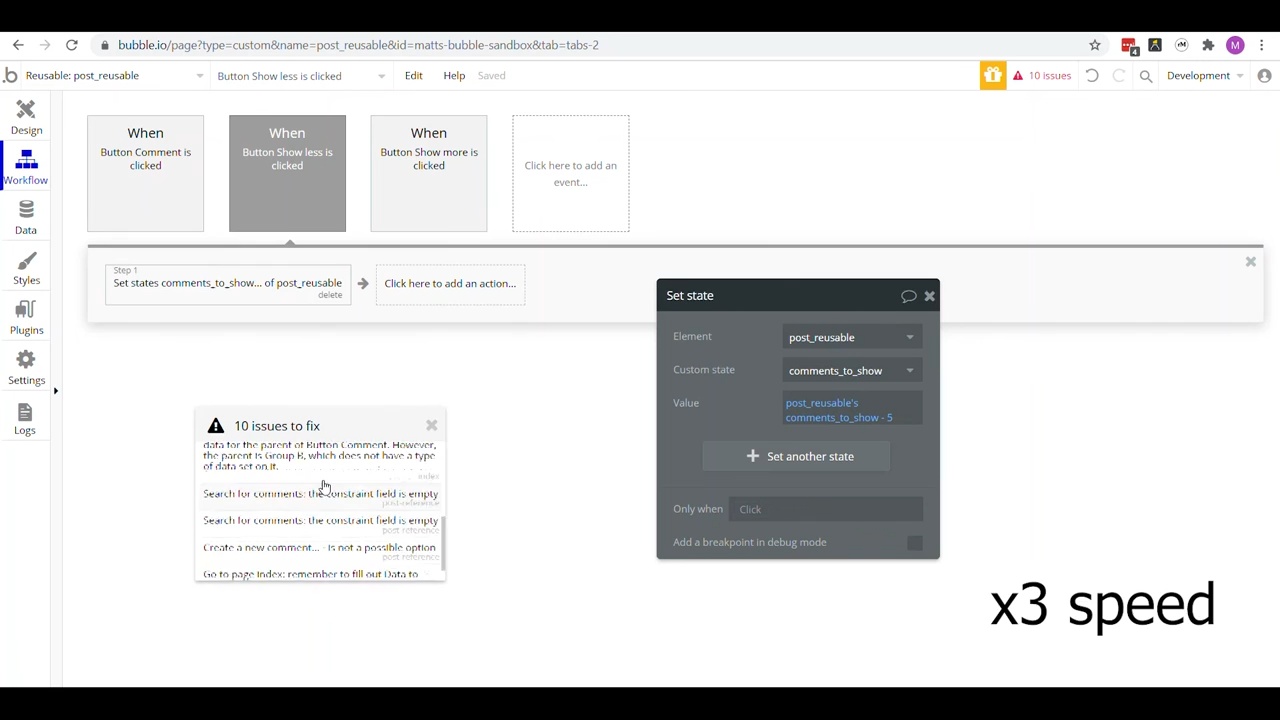 bubble.io/page?type=custom&name=post_reusable&id=matts-bubble-sandbox&tab=tabs-2
4
M
b
Reusable: post_reusable
Button Show less is clicked
Edit
Help
Saved
10 issues
Development
Design
Workflow
Data
Styles
Plugins
Settings
Logs
When
Button Comment is
clicked
When
Button Show less is
clicked
When
Button Show more is
clicked
Click here to add an
event...
Step 1
Set states comments_to_show... of post_reusable
delete
Click here to add an action...
Set state
Element
post_reusable
Custom state
comments_to_show
Value
post_reusable's
comments_to_show - 5
Set another state
Only when
Click
Add a breakpoint in debug mode
10 issues to fix
data for the parent of Button Comment. However,
the parent is Group B, which does not have a type
of data set on it.
index
Search for comments: the constraint field is empty
post-reference
Search for comments: the constraint field is empty
post-reference
Create a new comment... - is not a possible option
post-reference
Go to page index: remember to fill out Data to
x3 speed